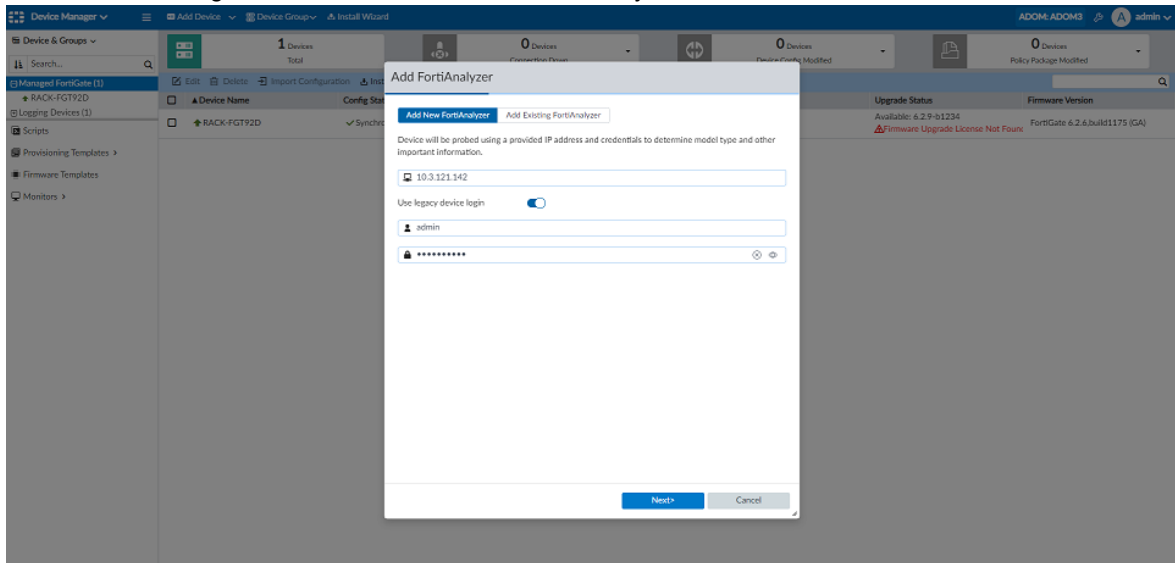 Device Manager
Add Device
Device Group
Install Wizard
ADOM: ADOM3
A
admin
Device & Groups
Search...
Managed FortiGate (1)
RACK-FGT92D
Logging Devices (1)
Scripts
Provisioning Templates >
Firmware Templates
Monitors >
1 Devices
Total
0 Devices
Connection Down
0 Devices
Device Config Modified
0 Devices
Policy Package Modified
Edit
Delete
Import Configuration
Inst
Device Name
Config Stat
Upgrade Status
Firmware Version
RACK-FGT92D
Synchro
Available: 6.2.9-b1234
Firmware Upgrade License Not Foun
FortiGate 6.2.6,build1175 (GA)
Add FortiAnalyzer
Add New FortiAnalyzer
Add Existing FortiAnalyzer
Device will be probed using a provided IP address and credentials to determine model type and other
important information.
10.3.121.142
Use legacy device login
admin
••••••••••
Next>
Cancel